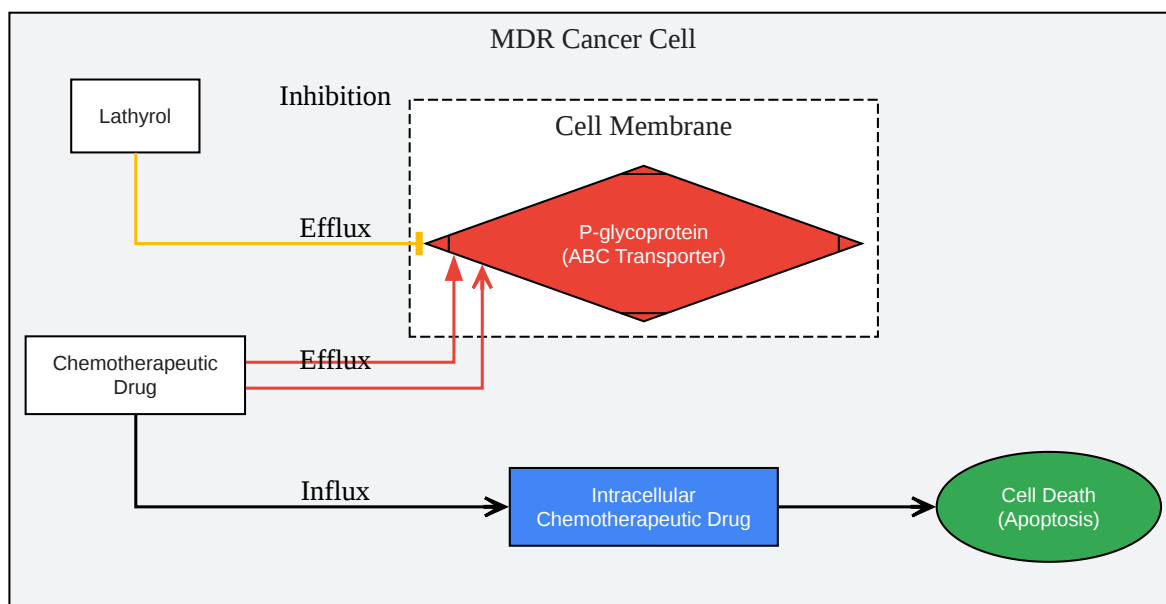 MDR Cancer Cell
Lathyrol
Inhibition
Cell Membrane
Efflux
P-glycoprotein
(ABC Transporter)
Chemotherapeutic
Drug
Efflux
Influx
Intracellular
Chemotherapeutic Drug
Cell Death
(Apoptosis)